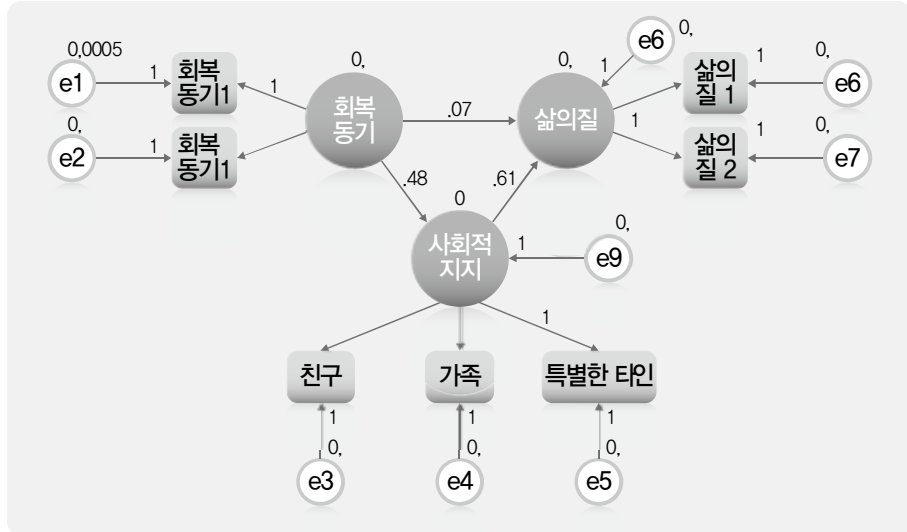 0,0005
e1
1
회복
동기1
1
0,
회복
동기
.07
0,
삶의질
1
e6
0,
삶의
질 1
1
0,
e6
0,
e2
1
회복
동기1
1
삶의
질 2
1
0,
e7
.48
.61
0
사회적
지지
1
0,
e9
1
친구
가족
특별한 타인
1
1
1
0,
0,
0,
e3
e4
e5